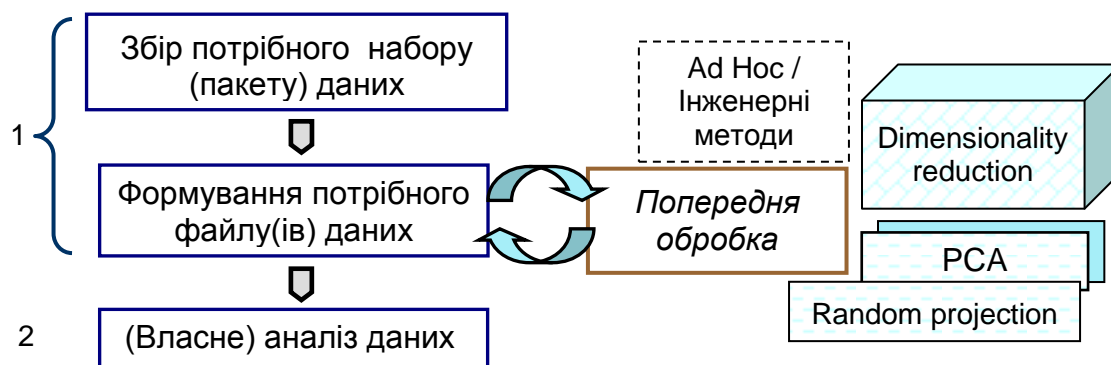 1
Збір потрібного набору
(пакету) даних
Формування потрібного
файлу(ів) даних
2
(Власне) аналіз даних
Ad Hoc /
Інженерні
методи
Попередня
обробка
Dimensionality
reduction
PCA
Random projection